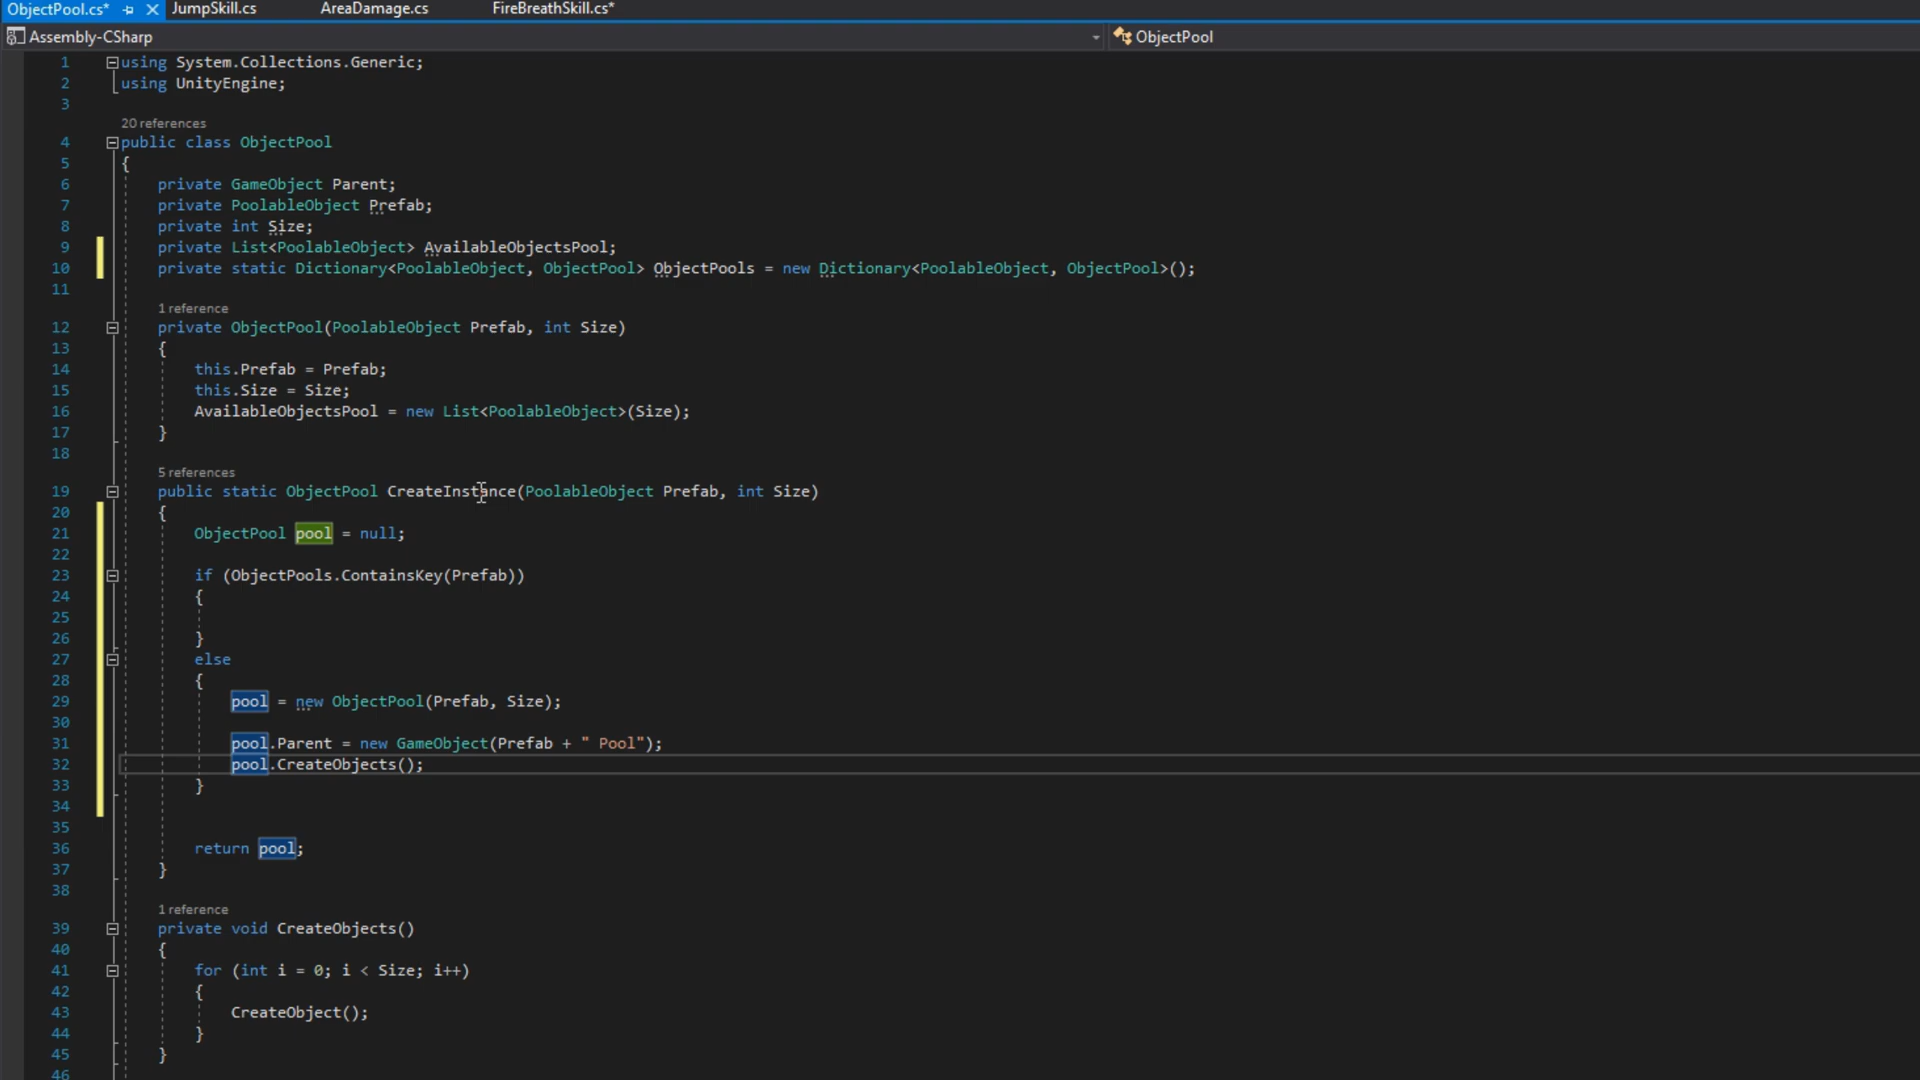 ObjectPool.cs* JumpSkill.cs AreaDamage.cs FireBreathSkill.cs*
Assembly-CSharp ObjectPool
1 using System.Collections.Generic;
2 using UnityEngine;
3
20 references
4 public class ObjectPool
5 {
6 private GameObject Parent;
7 private PoolableObject Prefab;
8 private int Size;
9 private List<PoolableObject> AvailableObjectsPool;
10 private static Dictionary<PoolableObject, ObjectPool> ObjectPools = new Dictionary<PoolableObject, ObjectPool>();
11
1 reference
12 private ObjectPool(PoolableObject Prefab, int Size)
13 {
14 this.Prefab = Prefab;
15 this.Size = Size;
16 AvailableObjectsPool = new List<PoolableObject>(Size);
17 }
18
5 references
19 public static ObjectPool CreateInstance(PoolableObject Prefab, int Size)
20 {
21 ObjectPool pool = null;
22
23 if (ObjectPools.ContainsKey(Prefab))
24 {
25
26 }
27 else
28 {
29 pool = new ObjectPool(Prefab, Size);
30
31 pool.Parent = new GameObject(Prefab + " Pool");
32 pool.CreateObjects();
33 }
34
35
36 return pool;
37 }
38
1 reference
39 private void CreateObjects()
40 {
41 for (int i = 0; i < Size; i++)
42 {
43 CreateObject();
44 }
45 }
46